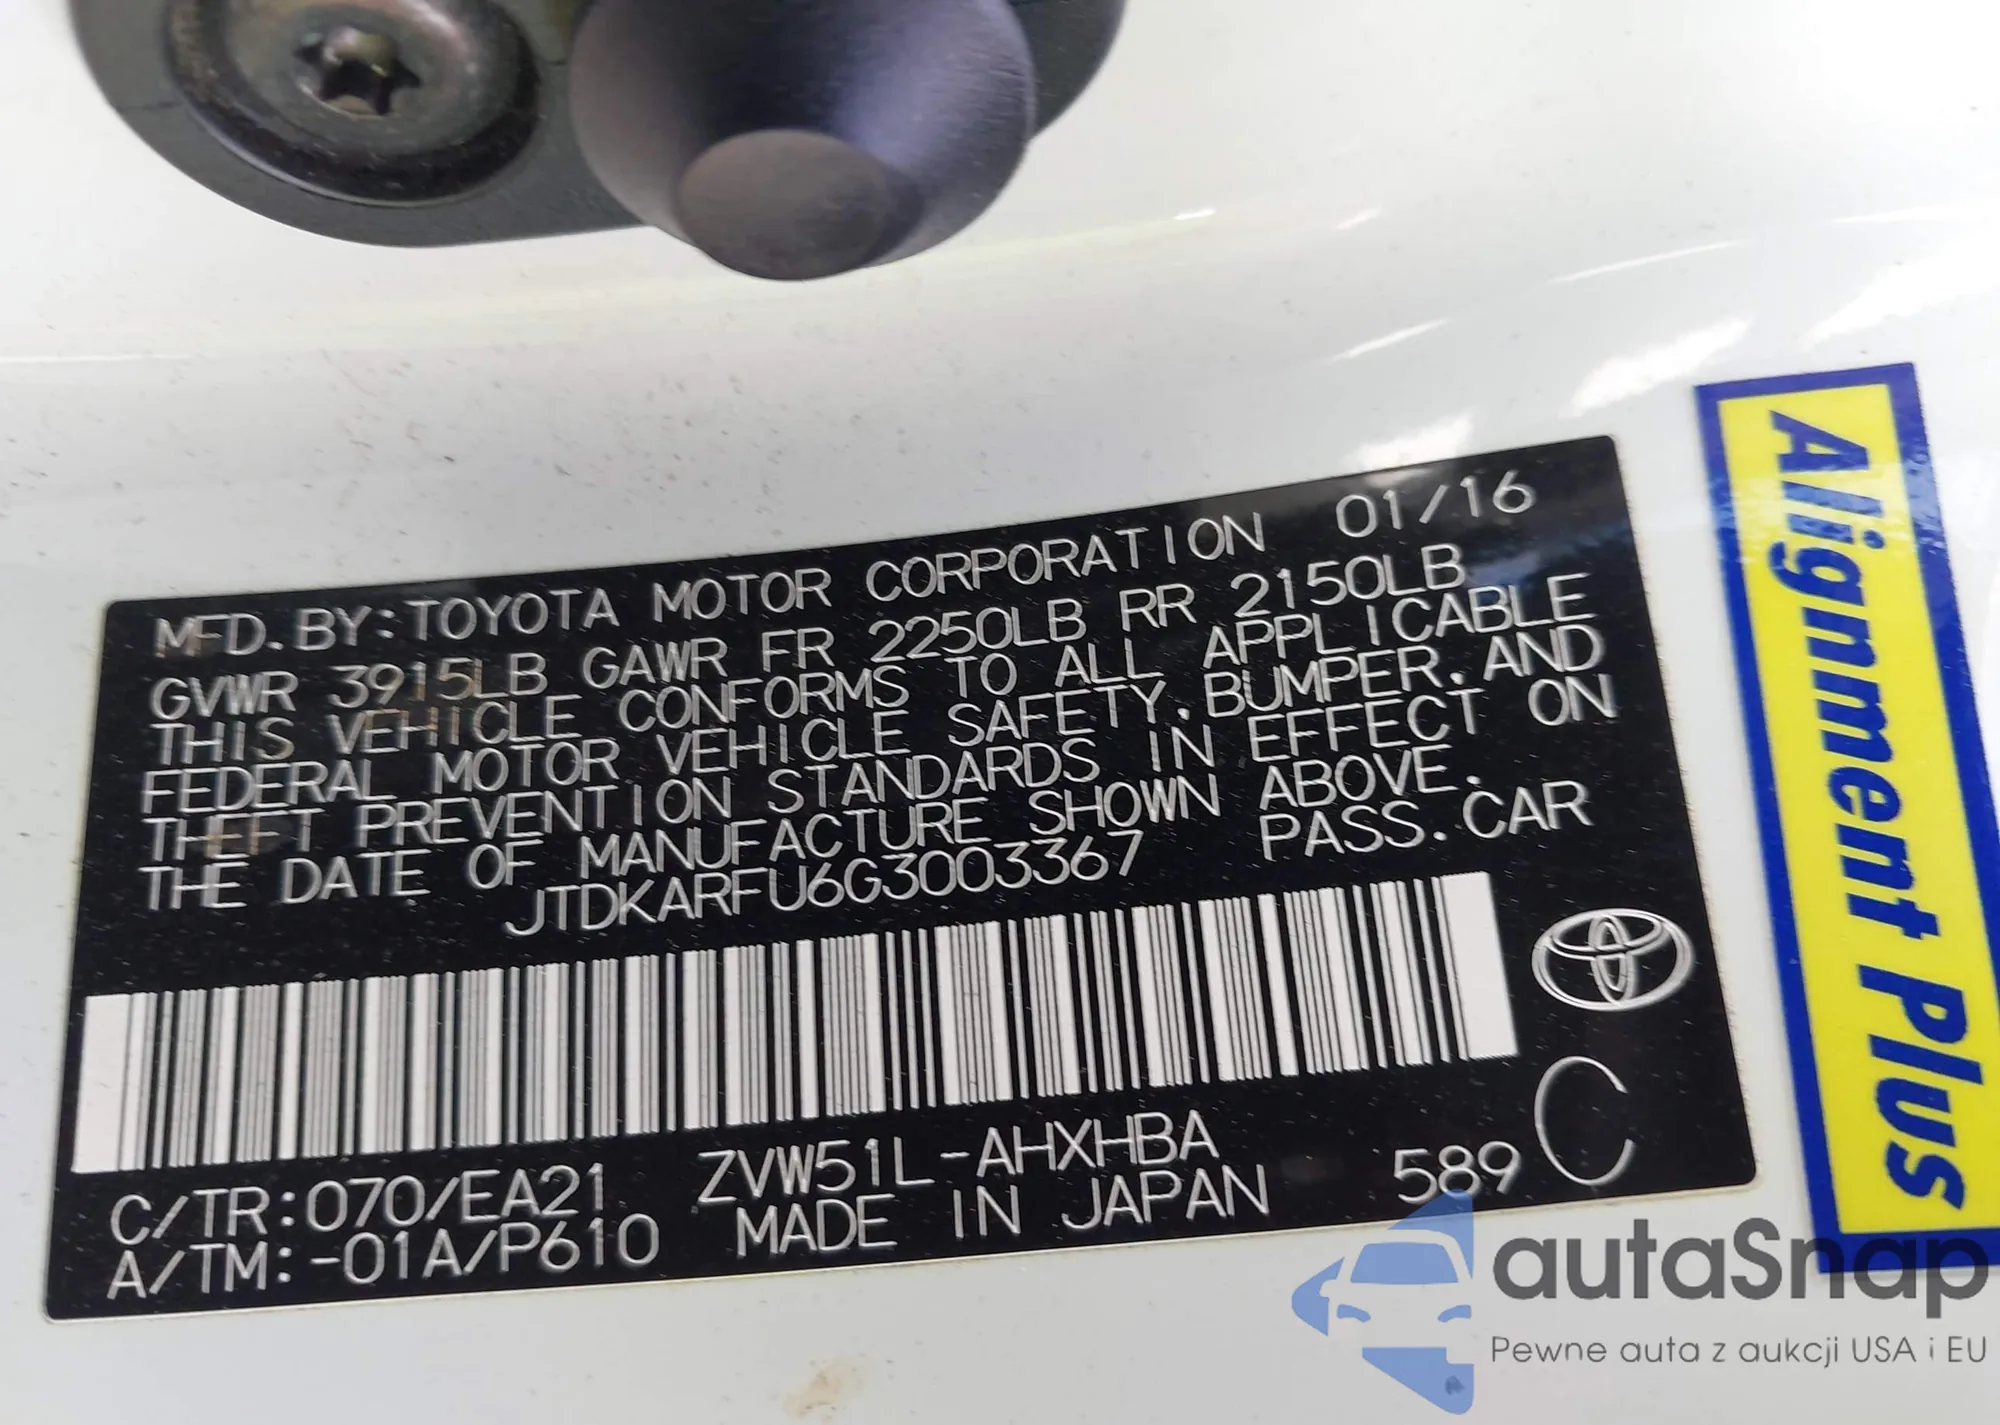 MFD. BY: TOYOTA MOTOR CORPORATION 01/16
GVWR 3915LB GAWR FR 2250LB RR 2150LB
THIS VEHICLE CONFORMS TO ALL APPLICABLE
FEDERAL MOTOR VEHICLE SAFETY, BUMPER, AND
THEFT PREVENTION STANDARDS IN EFFECT ON
THE DATE OF MANUFACTURE SHOWN ABOVE.
JTDKARFU6G3003367 PASS. CAR
C/TR:070/EA21 ZVW51L-AHXHBA
A/TM:-01A/P610 MADE IN JAPAN 589 C
Alignment Plus
autaSnap
Pewne auta z aukcji USA i EU